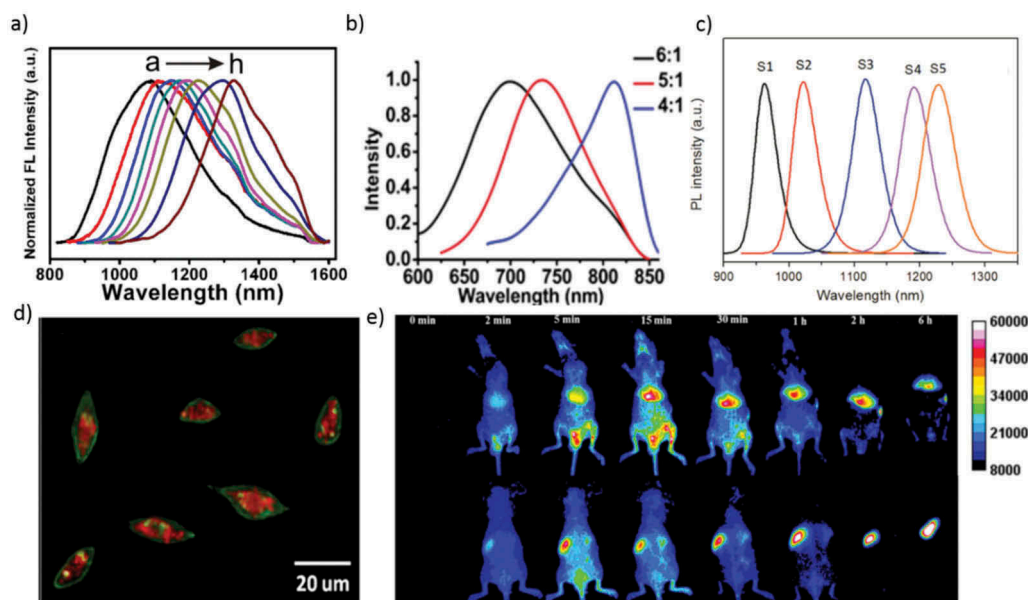 a)
a
h
Normalized FL Intensity (a.u.)
800 1000 1200 1400 1600
Wavelength (nm)
b)
6:1
5:1
4:1
Intensity
1.0
0.8
0.6
0.4
0.2
0.0
600 650 700 750 800 850
Wavelength (nm)
c)
S1 S2 S3 S4 S5
PL intensity (a.u.)
900 1000 1100 1200 1300
Wavelength (nm)
d)
20 um
e)
0 min 2 min 5 min 15 min 30 min 1 h 2 h 6 h
60000
47000
34000
21000
8000